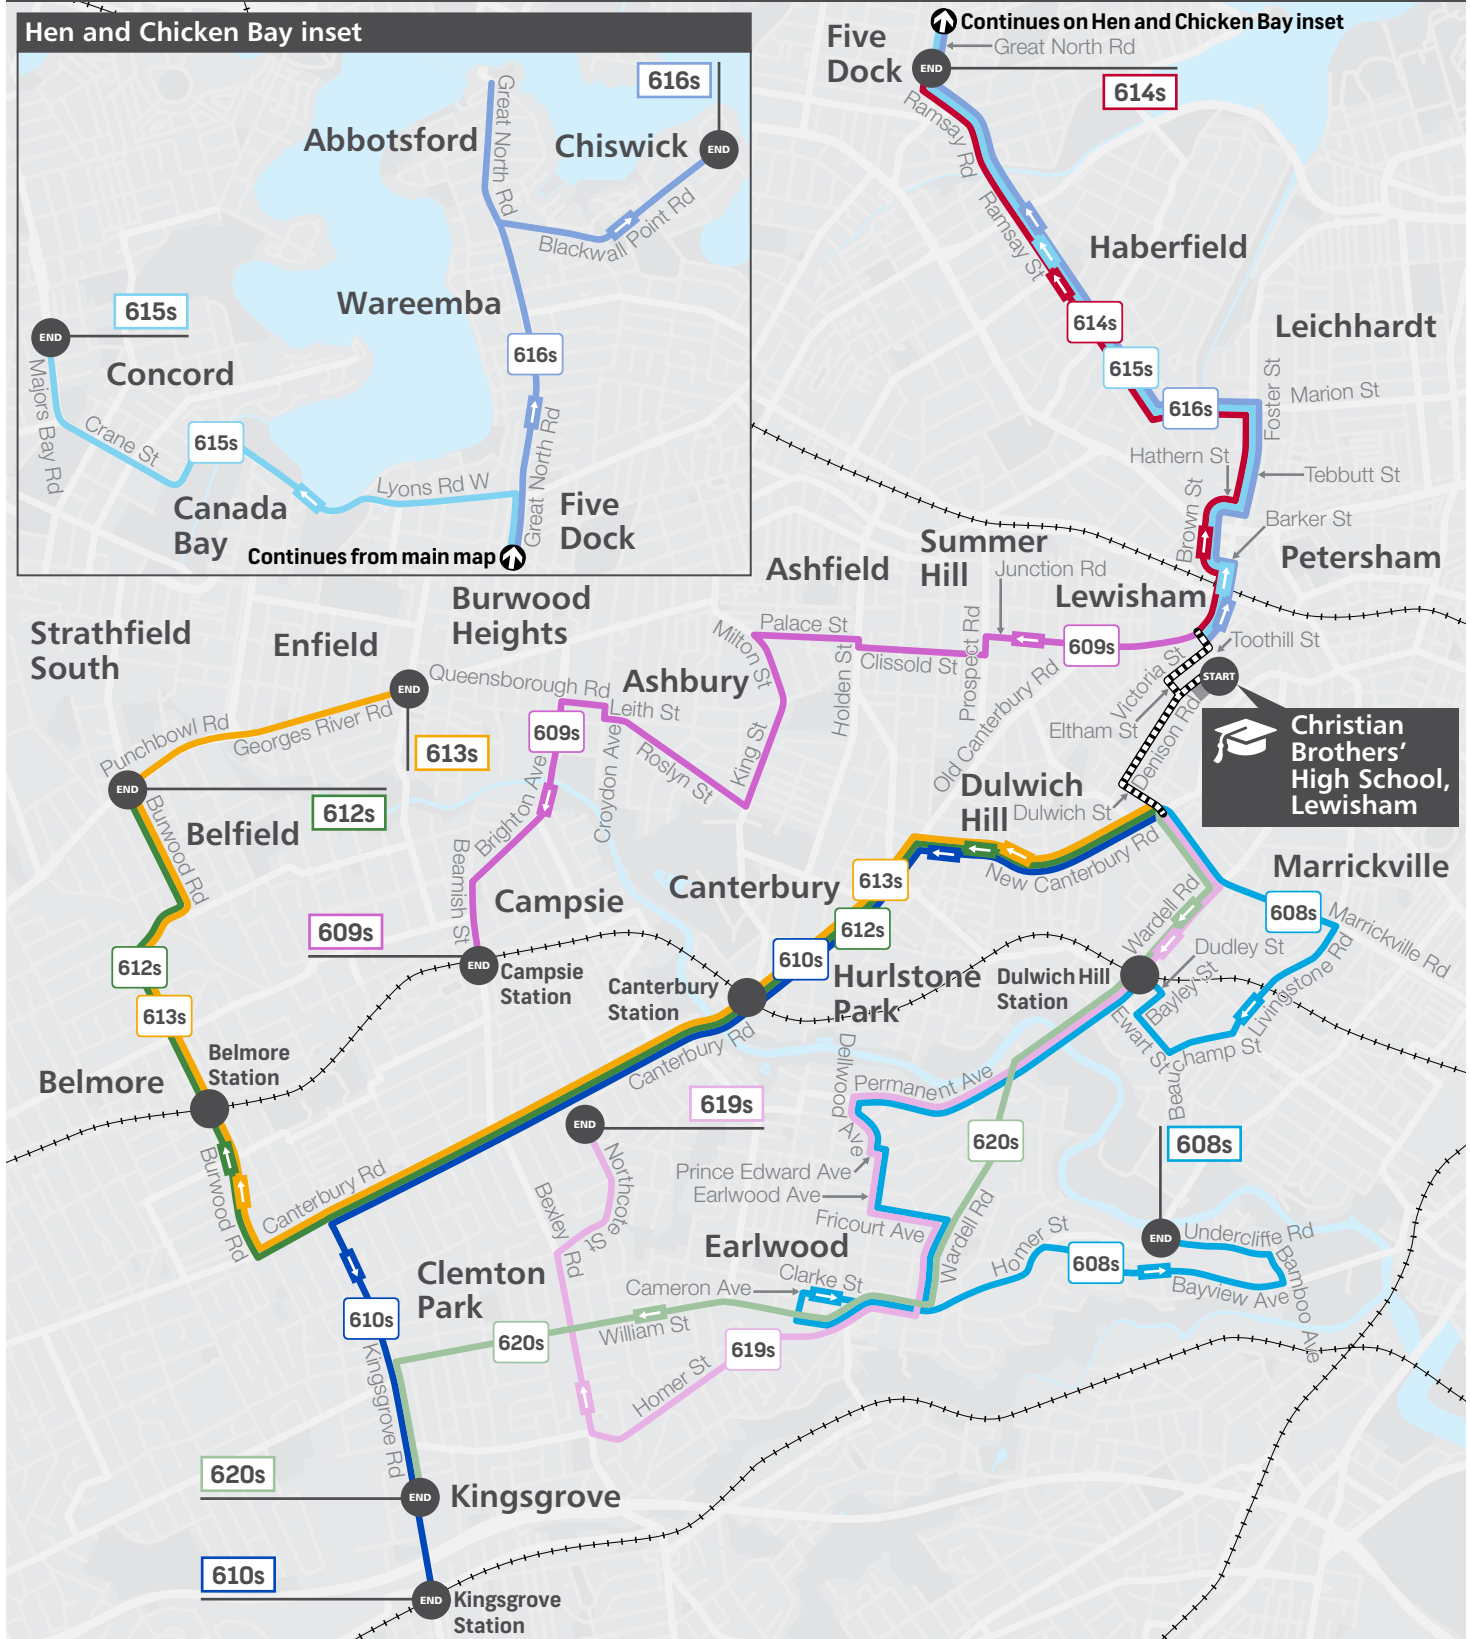 Hen and Chicken Bay inset
616s
Great North Rd
Abbotsford
Chiswick
END
Blackwall Point Rd
Wareemba
615s
END
Concord
616s
Majors Bay Rd
Crane St
615s
Lyons Rd W
Great North Rd
Canada
Bay
Five
Dock
Continues from main map
Continues on Hen and Chicken Bay inset
Five
Dock
Great North Rd
END
614s
Ramsay Rd
Ramsay St
Haberfield
614s
Leichhardt
615s
616s
Foster St
Marion St
Hathern St
Tebbutt St
Brown St
Barker St
Petersham
Summer
Hill
Ashfield
Junction Rd
Lewisham
Burwood
Heights
Strathfield
South
Enfield
Palace St
Milton St
Holden St
Clissold St
Prospect Rd
609s
Toothill St
Victoria St
START
Old Canterbury Rd
Eltham St
Denison Rd
Christian
Brothers'
High School,
Lewisham
END
Queensborough Rd
Ashbury
Leith St
609s
Punchbowl Rd
Georges River Rd
613s
Croydon Ave
Roslyn St
King St
END
612s
Burwood Rd
Belfield
Brighton Ave
Beamish St
Dulwich
Hill
Dulwich St
New Canterbury Rd
Marrickville
Canterbury
613s
612s
610s
Campsie
609s
END
Campsie
Station
Canterbury
Station
Hurlstone
Park
Wardell Rd
608s
Marrickville Rd
Dudley St
Dulwich Hill
Station
Bayley St
Livingstone Rd
Ewart St
Beauchamp St
612s
613s
Belmore
Station
Belmore
Canterbury Rd
Dellwood Ave
Permanent Ave
619s
END
Northcote St
620s
608s
Prince Edward Ave
Earlwood Ave
Burwood Rd
Canterbury Rd
Bexley Rd
Fricourt Ave
Wardell Rd
Earlwood
Homer St
END
Undercliffe Rd
608s
Bayview Ave
Bamboo Ave
Clemton
Park
Cameron Ave
Clarke St
610s
620s
William St
619s
Homer St
Kingsgrove Rd
620s
END
Kingsgrove
610s
END
Kingsgrove
Station